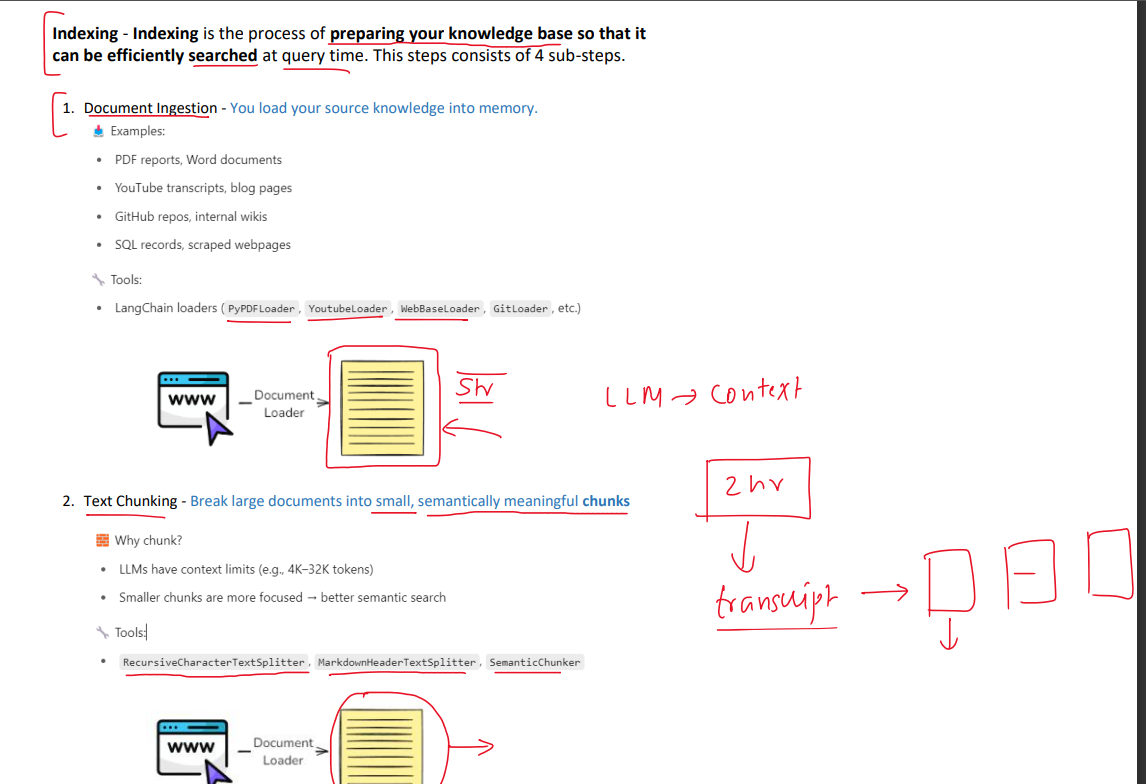 Indexing - Indexing is the process of preparing your knowledge base so that it
can be efficiently searched at query time. This steps consists of 4 sub-steps.
1. Document Ingestion - You load your source knowledge into memory.
Examples:
• PDF reports, Word documents
• YouTube transcripts, blog pages
• GitHub repos, internal wikis
• SQL records, scraped webpages
Tools:
• LangChain loaders (PyPDFLoader, YoutubeLoader, WebBaseLoader, GitLoader, etc.)
www
Document
Loader
Str
LLM → Context
2 hr
2. Text Chunking - Break large documents into small, semantically meaningful chunks
Why chunk?
• LLMs have context limits (e.g., 4K–32K tokens)
• Smaller chunks are more focused → better semantic search
transcript
Tools:
• RecursiveCharacterTextSplitter, MarkdownHeaderTextSplitter, SemanticChunker
www
Document
Loader